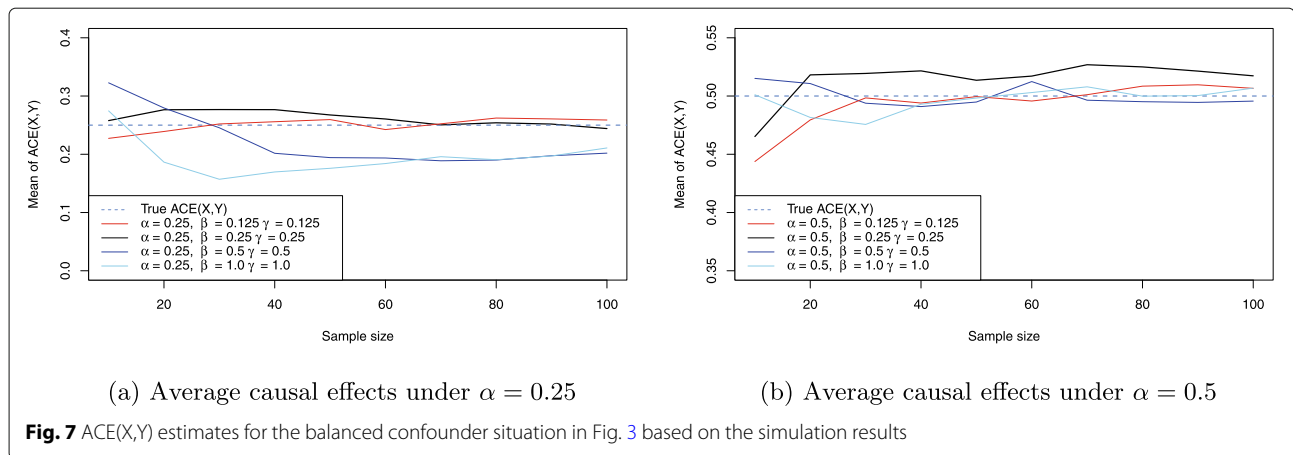 0.4
0.3
0.2
0.1
0.0
Mean of ACE(X,Y)
True ACE(X,Y)
α = 0.25, β = 0.125 γ = 0.125
α = 0.25, β = 0.25 γ = 0.25
α = 0.25, β = 0.5 γ = 0.5
α = 0.25, β = 1.0 γ = 1.0
20 40 60 80 100
Sample size
(a) Average causal effects under α = 0.25
0.55
0.50
0.45
0.40
0.35
Mean of ACE(X,Y)
True ACE(X,Y)
α = 0.5, β = 0.125 γ = 0.125
α = 0.5, β = 0.25 γ = 0.25
α = 0.5, β = 0.5 γ = 0.5
α = 0.5, β = 1.0 γ = 1.0
20 40 60 80 100
Sample size
(b) Average causal effects under α = 0.5
Fig. 7 ACE(X,Y) estimates for the balanced confounder situation in Fig. 3 based on the simulation results